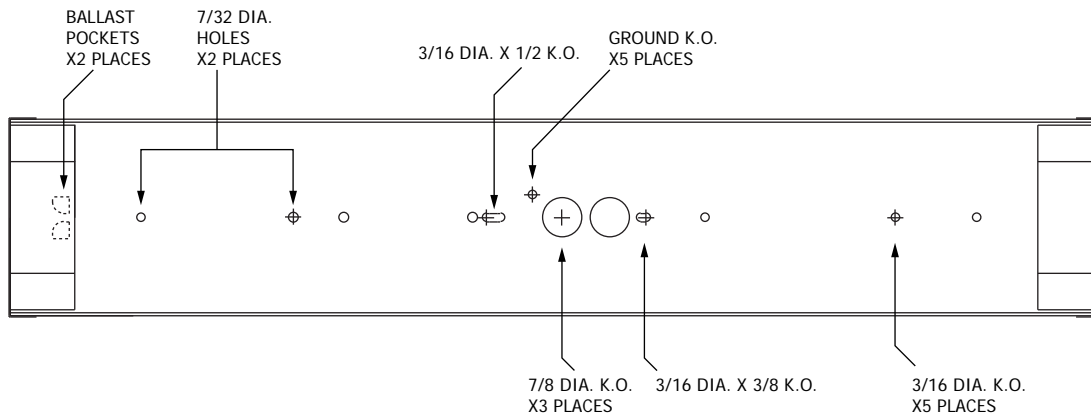 BALLAST
POCKETS
X2 PLACES
7/32 DIA.
HOLES
X2 PLACES
3/16 DIA. X 1/2 K.O.
GROUND K.O.
X5 PLACES
7/8 DIA. K.O.
X3 PLACES
3/16 DIA. X 3/8 K.O.
3/16 DIA. K.O.
X5 PLACES